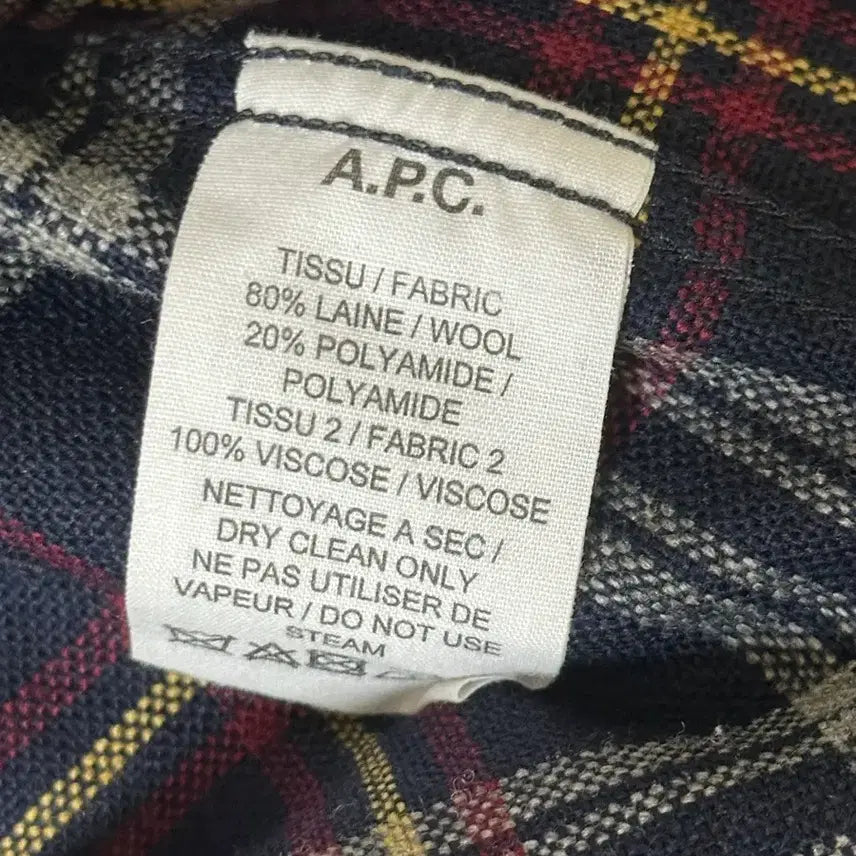 A.P.C.
TISSU / FABRIC
80% LAINE / WOOL
20% POLYAMIDE /
POLYAMIDE
TISSU 2 / FABRIC 2
100% VISCOSE / VISCOSE
NETTOYAGE A SEC /
DRY CLEAN ONLY
NE PAS UTILISER DE
VAPEUR / DO NOT USE
STEAM